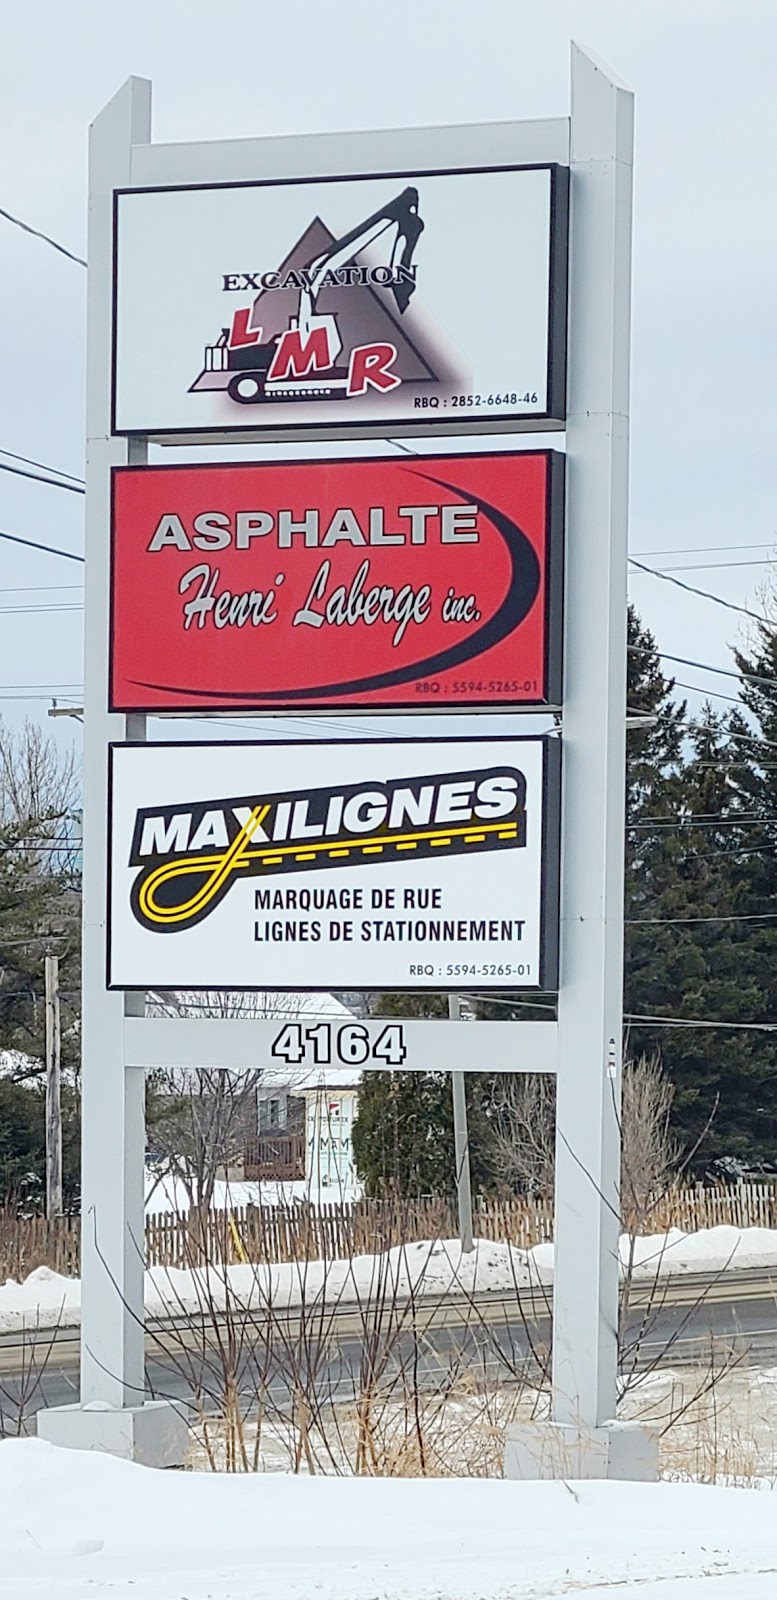 EXCAVATION
LMR
RBQ : 2852-6648-46
ASPHALTE
Henri Laberge inc.
RBQ : 5594-5265-01
MAXILIGNES
MARQUAGE DE RUE
LIGNES DE STATIONNEMENT
RBQ : 5594-5265-01
4164